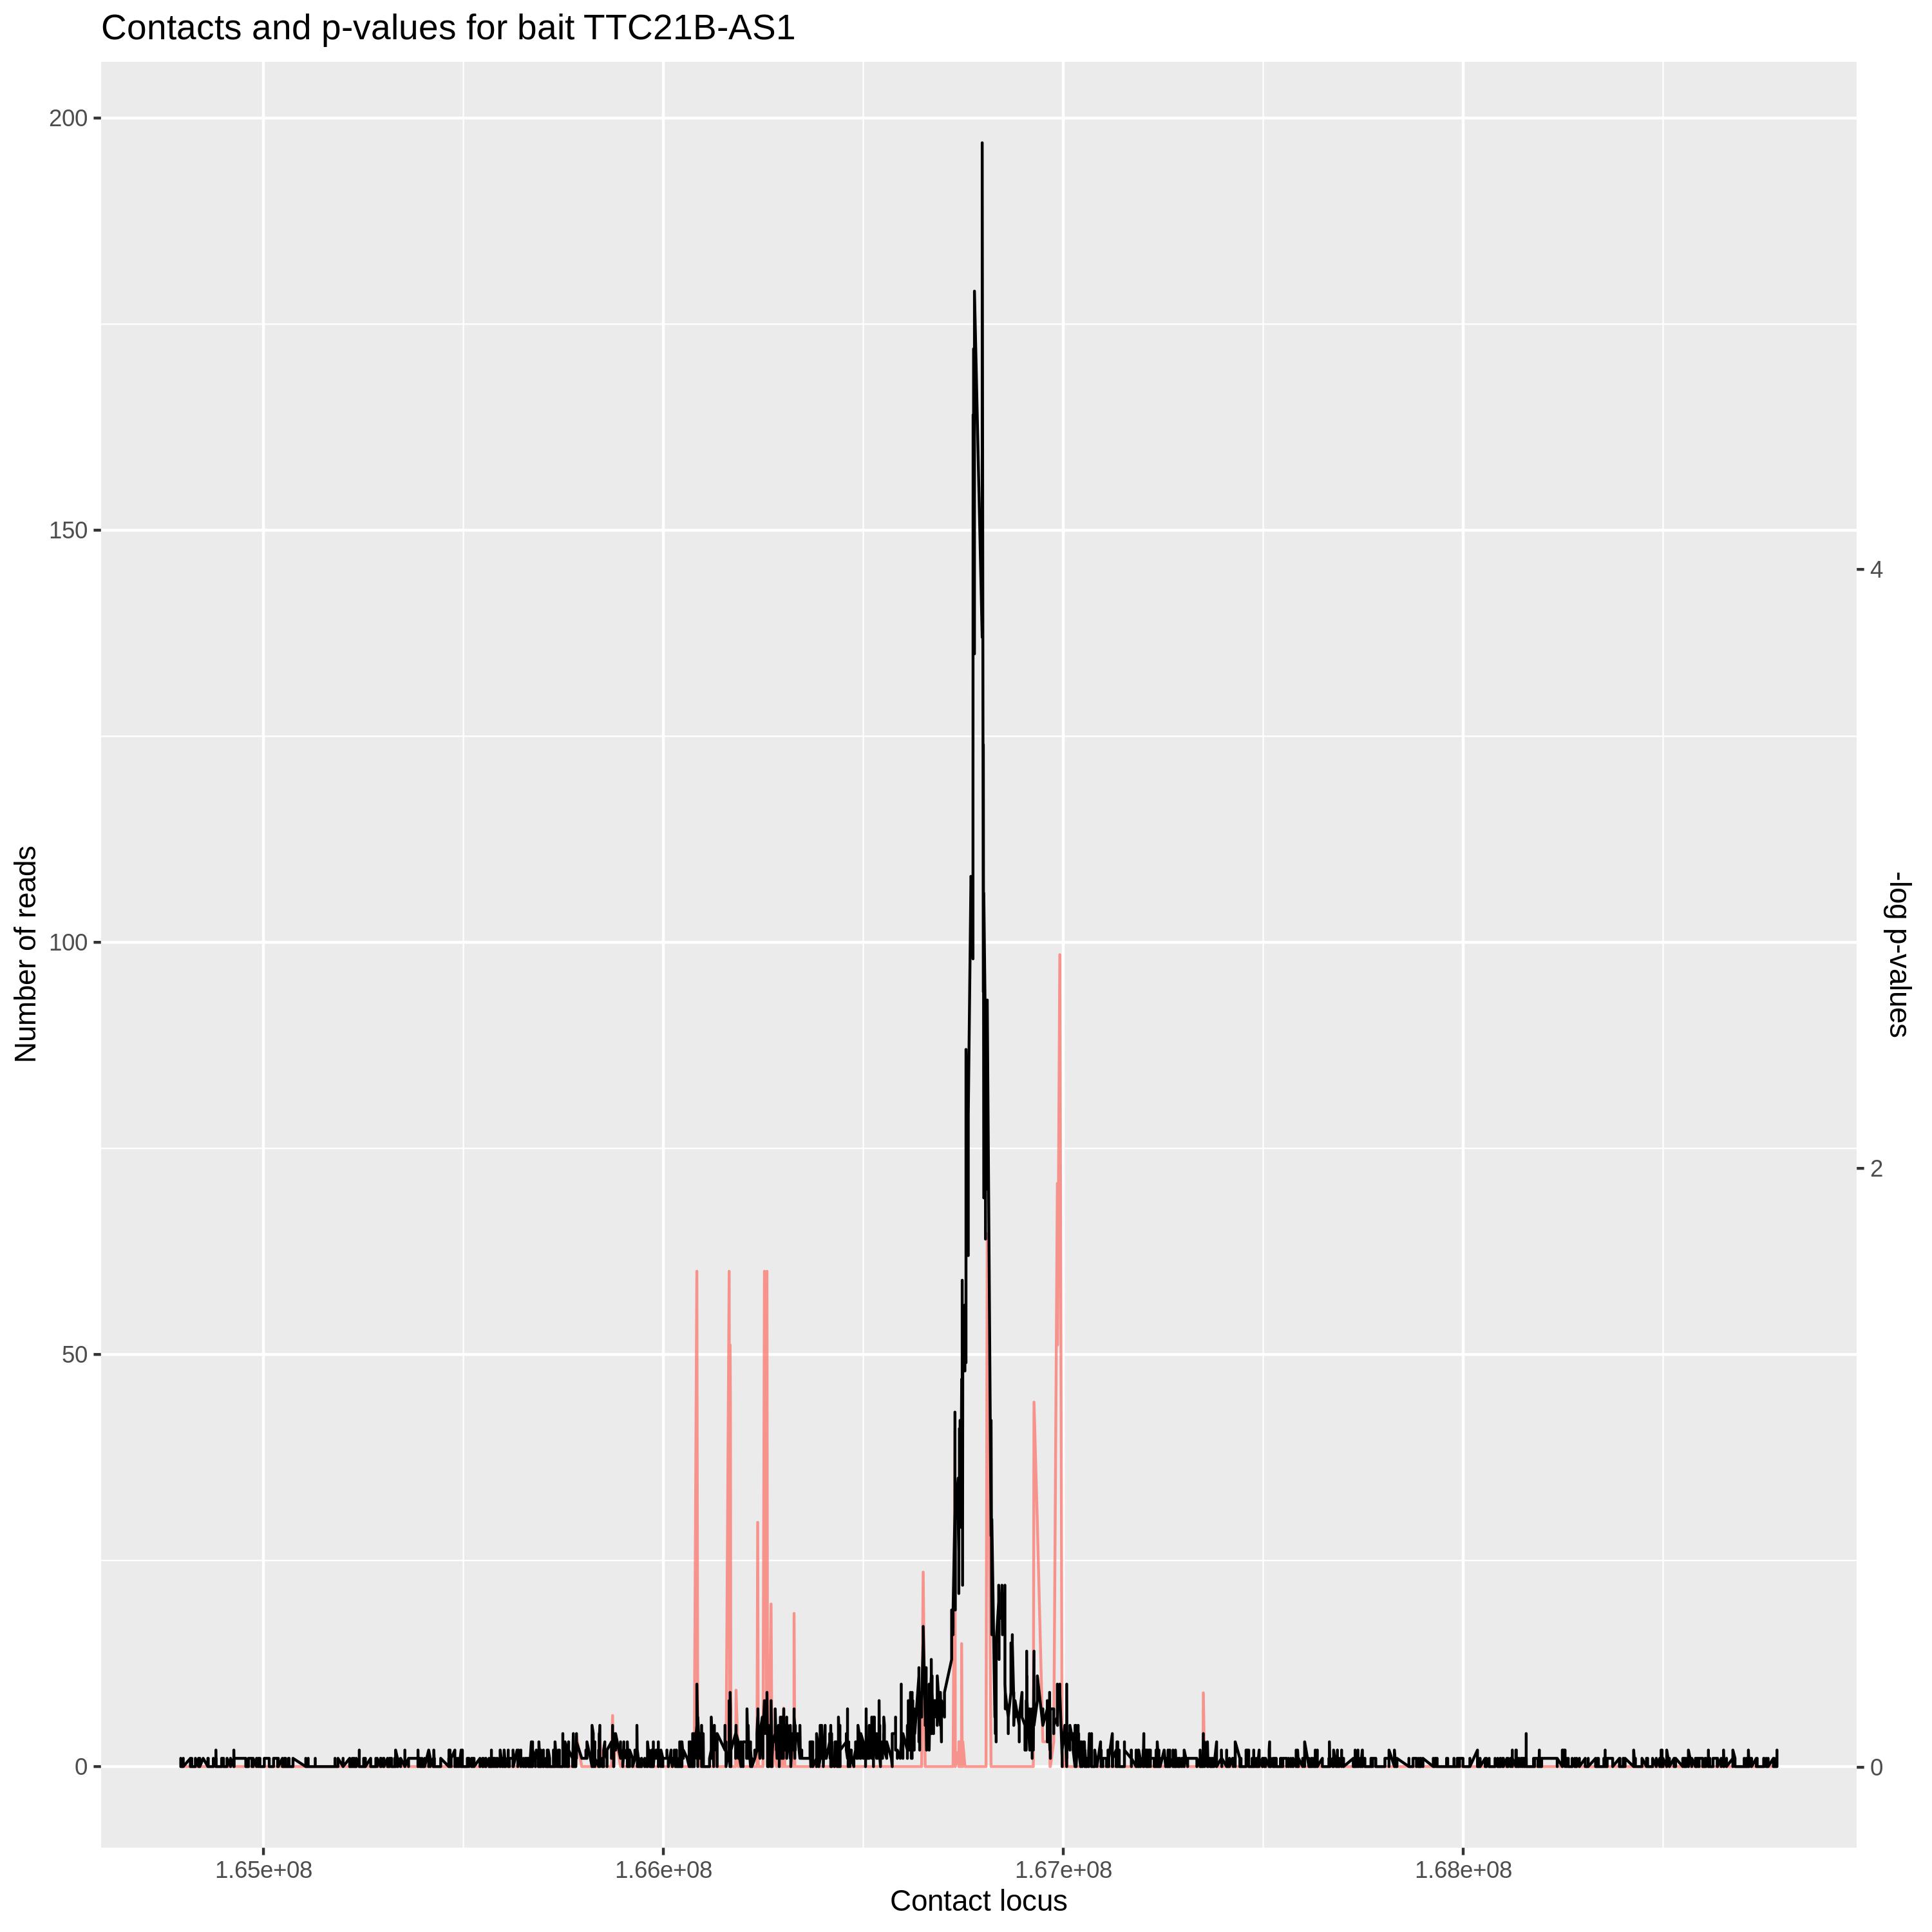 Contacts and p-values for bait TTC21B-AS1
200
150
100
50
0
Number of reads
4
2
0
-log p-values
1.65e+08
1.66e+08
1.67e+08
1.68e+08
Contact locus